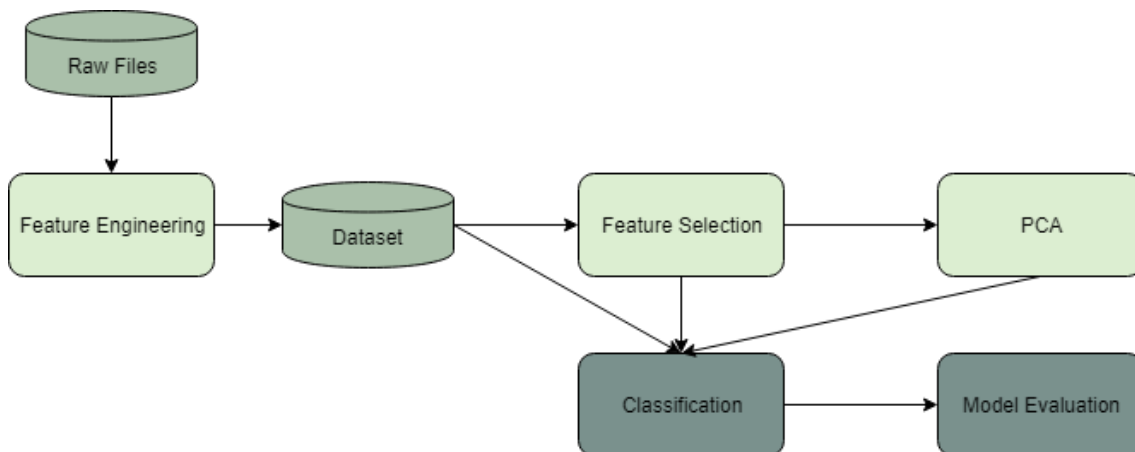 Raw Files
Feature Engineering
Dataset
Feature Selection
PCA
Classification
Model Evaluation